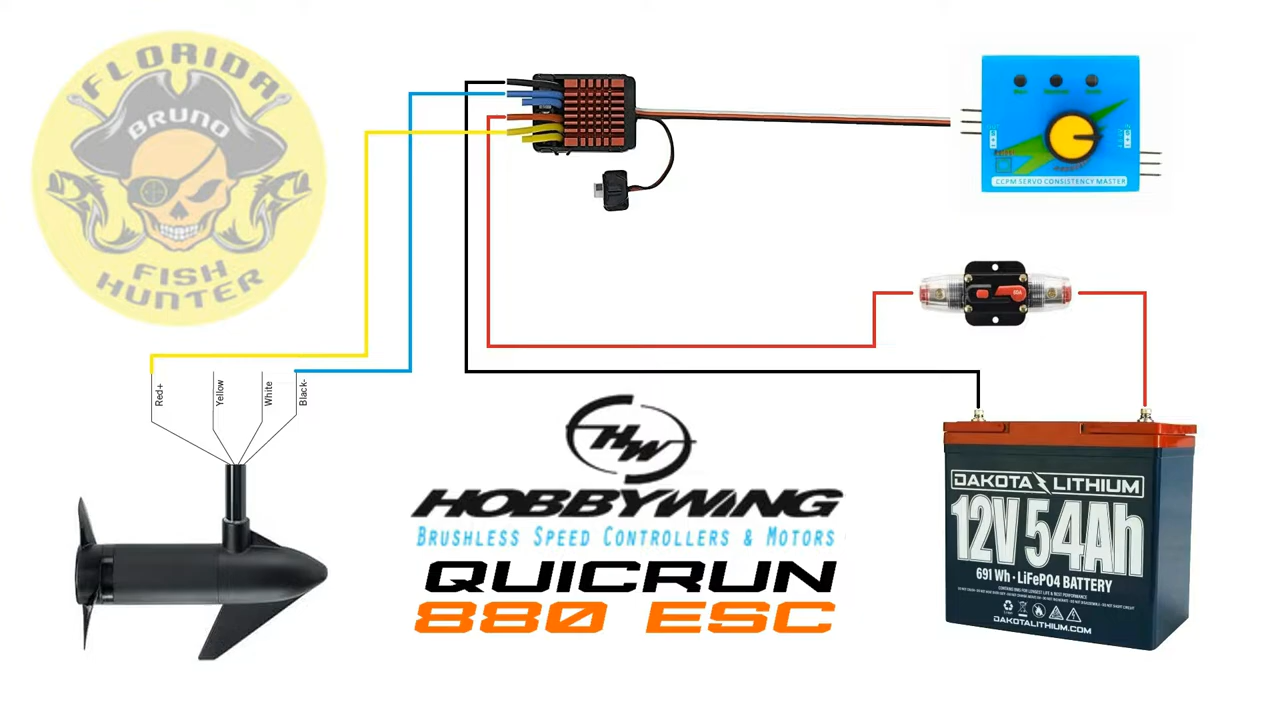 FLORIDA
BRUNO
FISH
HUNTER
CCPM SERVO CONSISTENCY MASTER
Red+
Yellow
White
Black-
HW
HOBBYWING
BRUSHLESS SPEED CONTROLLERS & MOTORS
QUICRUN
880 ESC
DAKOTA LITHIUM
12V 54Ah
691 Wh · LiFePO4 BATTERY
DAKOTALITHIUM.COM